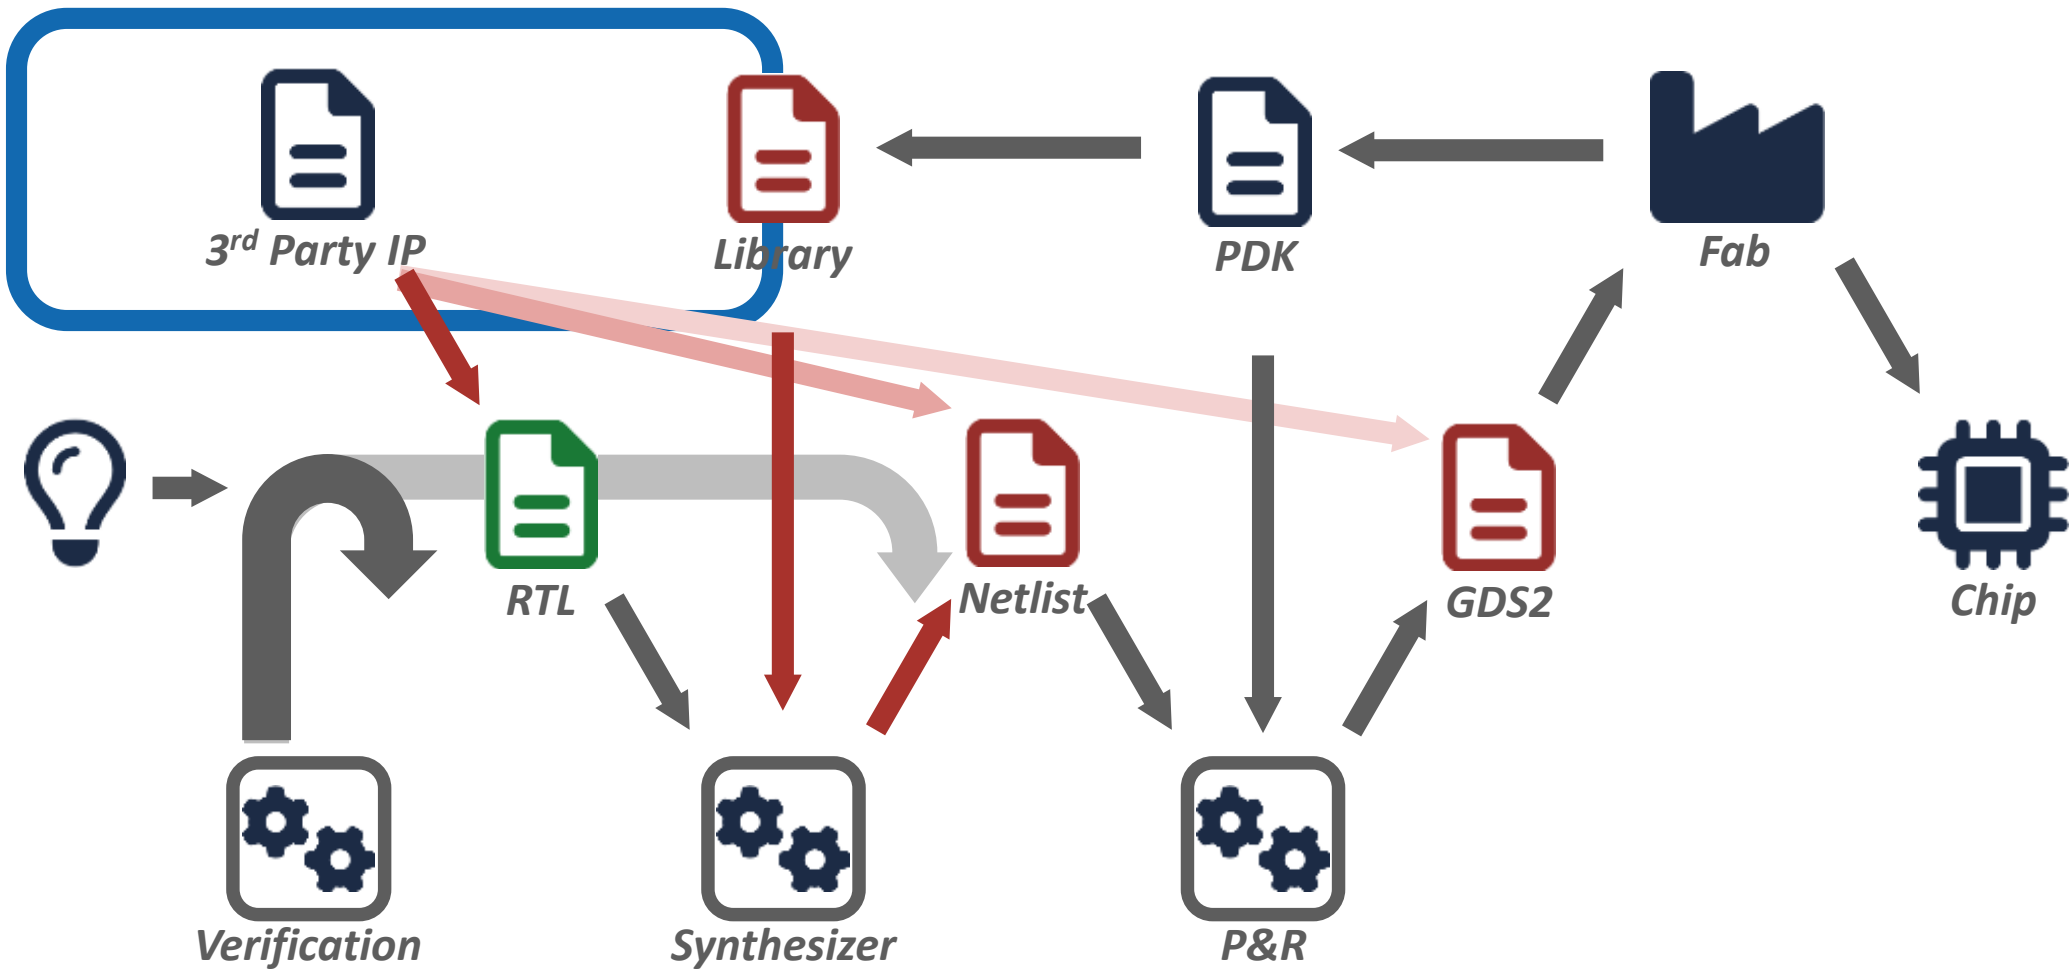 3rd Party IP
Library
PDK
Fab
RTL
Netlist
GDS2
Chip
Verification
Synthesizer
P&R